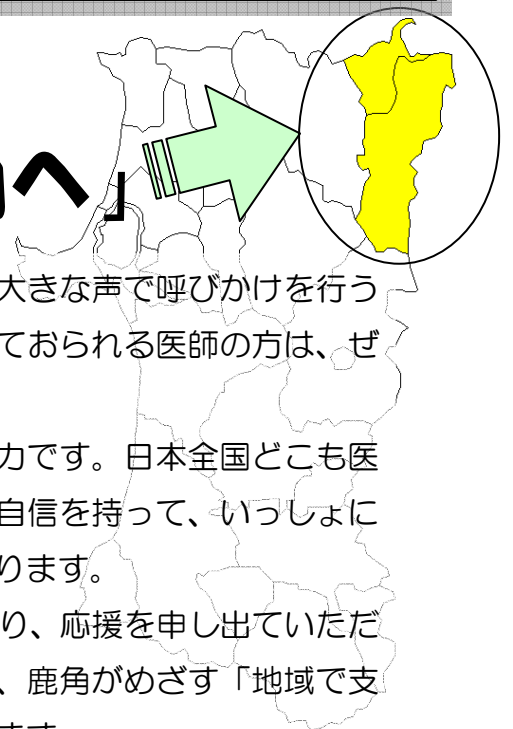 へ」
大きな声で呼びかけを行う
ておられる医師の方は、ぜ
力です。日本全国どこも医
自信を持って、いっしょに
ります。
り、応援を申し出ていただ
、鹿角がめざす「地域で支
ます。